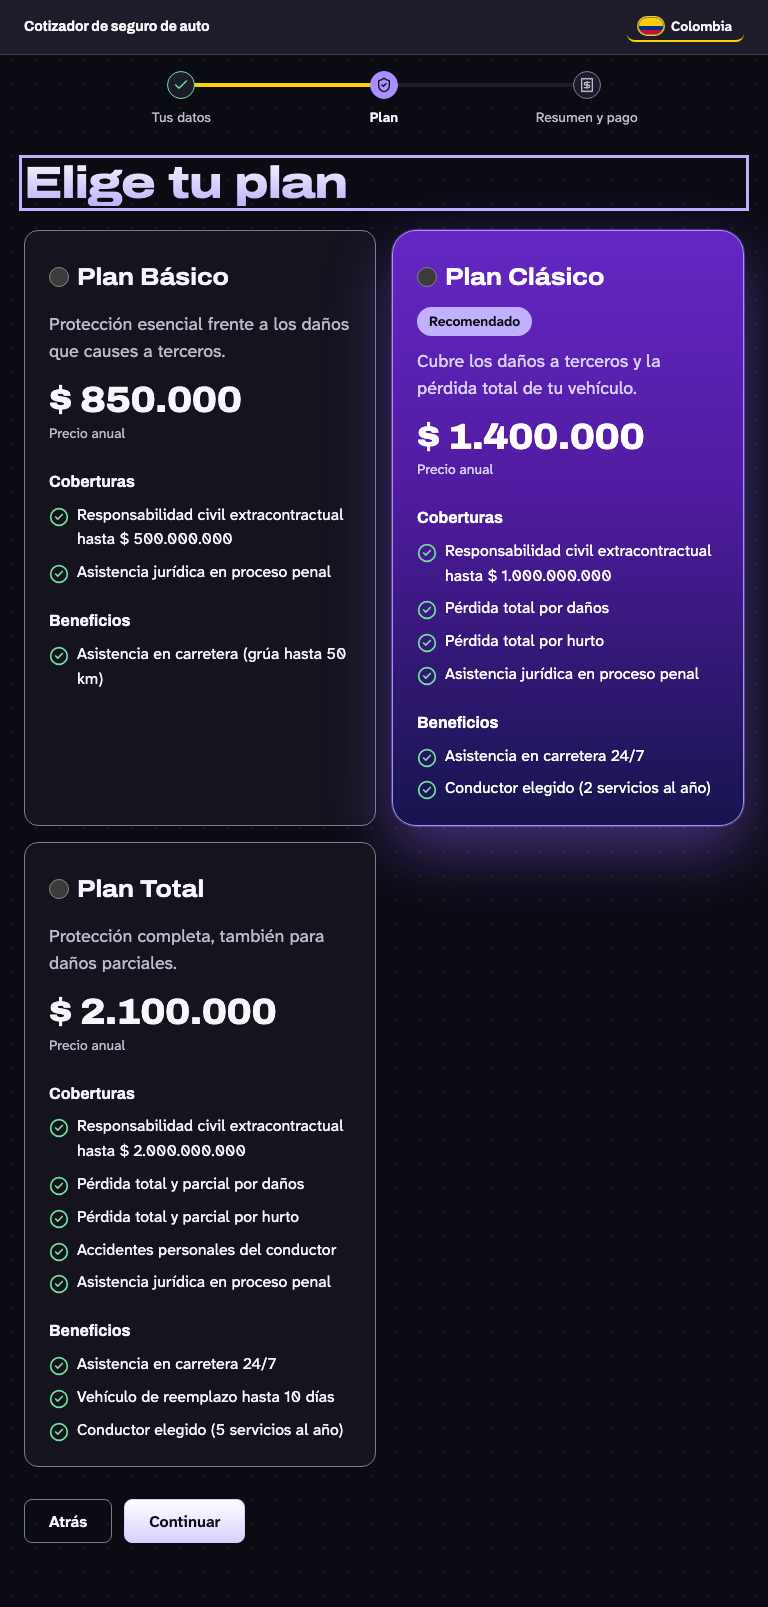 Cotizador de seguro de auto
Colombia
Tus datos
Plan
Resumen y pago
Elige tu plan
Plan Básico
Protección esencial frente a los daños
que causes a terceros.
$ 850.000
Precio anual
Coberturas
Responsabilidad civil extracontractual
hasta $ 500.000.000
Asistencia jurídica en proceso penal
Beneficios
Asistencia en carretera (grúa hasta 50
km)
Plan Clásico
Recomendado
Cubre los daños a terceros y la
pérdida total de tu vehículo.
$ 1.400.000
Precio anual
Coberturas
Responsabilidad civil extracontractual
hasta $ 1.000.000.000
Pérdida total por daños
Pérdida total por hurto
Asistencia jurídica en proceso penal
Beneficios
Asistencia en carretera 24/7
Conductor elegido (2 servicios al año)
Plan Total
Protección completa, también para
daños parciales.
$ 2.100.000
Precio anual
Coberturas
Responsabilidad civil extracontractual
hasta $ 2.000.000.000
Pérdida total y parcial por daños
Pérdida total y parcial por hurto
Accidentes personales del conductor
Asistencia jurídica en proceso penal
Beneficios
Asistencia en carretera 24/7
Vehículo de reemplazo hasta 10 días
Conductor elegido (5 servicios al año)
Atrás
Continuar